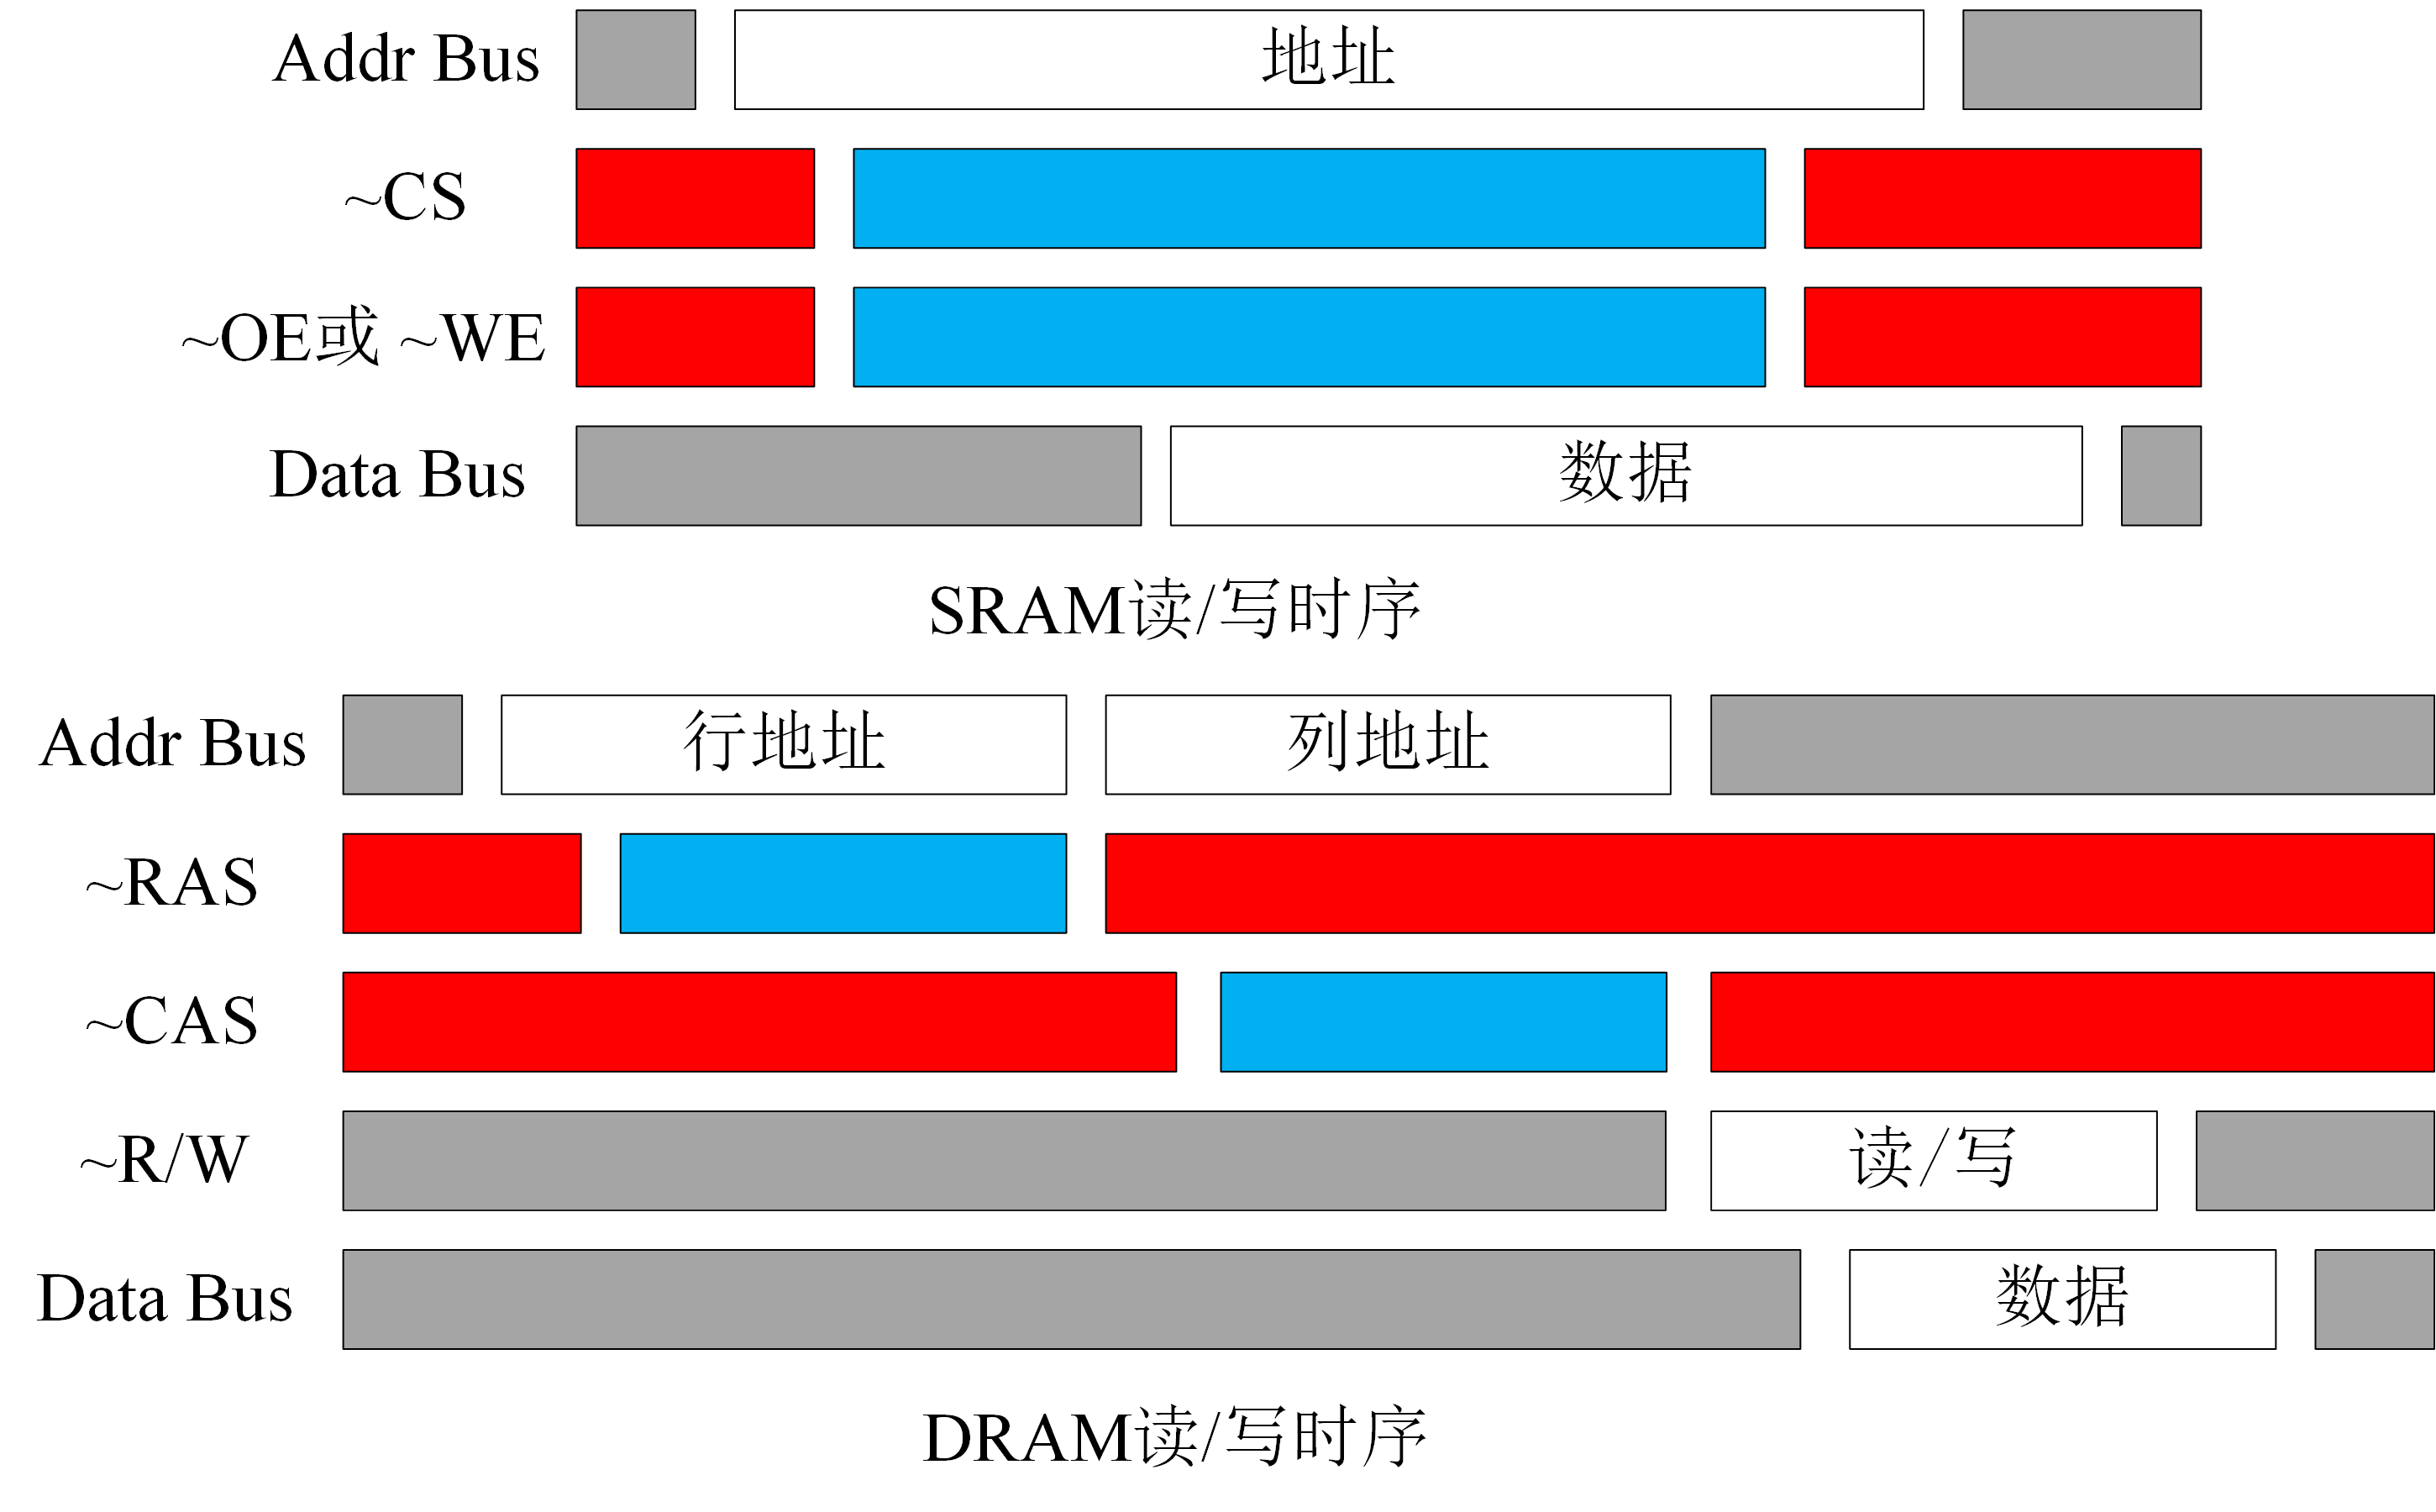 Addr Bus 地址
~CS
~OE或 ~WE
Data Bus 数据
SRAM读/写时序
Addr Bus 行地址 列地址
~RAS
~CAS
~R/W 读/写
Data Bus 数据
DRAM读/写时序